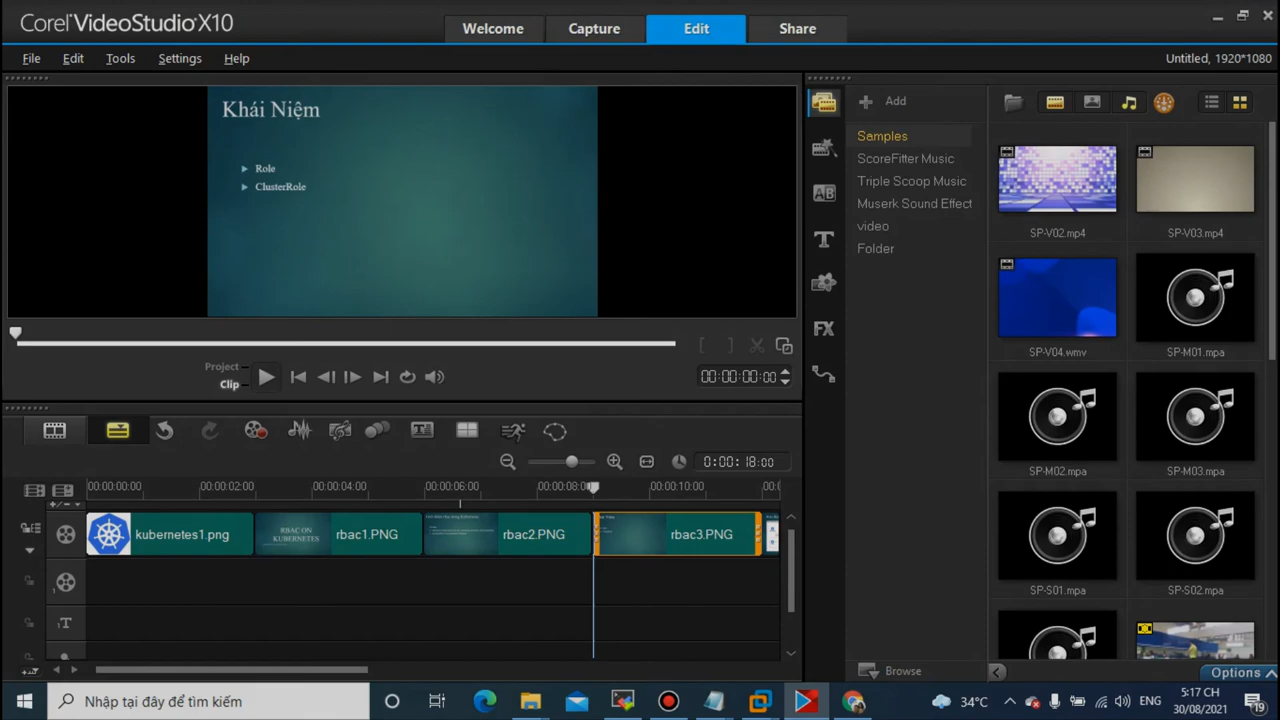 Corel VideoStudio X10
Welcome
Capture
Edit
Share
File
Edit
Tools
Settings
Help
Untitled, 1920*1080
Khái Niệm
Role
ClusterRole
Add
Samples
ScoreFitter Music
Triple Scoop Music
Muserk Sound Effect
video
Folder
SP-V02.mp4
SP-V03.mp4
SP-V04.wmv
SP-M01.mpa
SP-M02.mpa
SP-M03.mpa
SP-S01.mpa
SP-S02.mpa
Browse
Options
Project
Clip
00:00:00:00
0:00:18:00
00:00:00:00
00:00:02:00
00:00:04:00
00:00:06:00
00:00:08:0
00:00:10:00
kubernetes1.png
RBAC ON
KUBERNETES
rbac1.PNG
rbac2.PNG
rbac3.PNG
AB
T
FX
1
1 T
Nhập tại đây để tìm kiếm
34°C
ENG
5:17 CH
30/08/2021
19